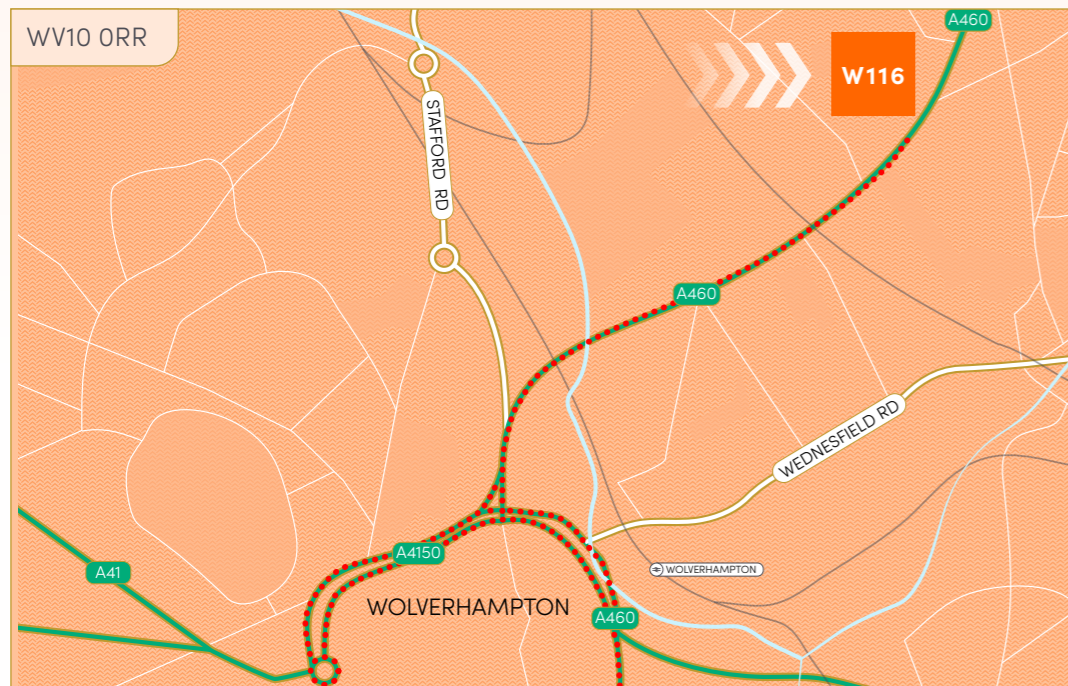 WV10 0RR
A460
W116
STAFFORD RD
A460
WEDNESFIELD RD
A4150
A41
WOLVERHAMPTON
WOLVERHAMPTON
A460